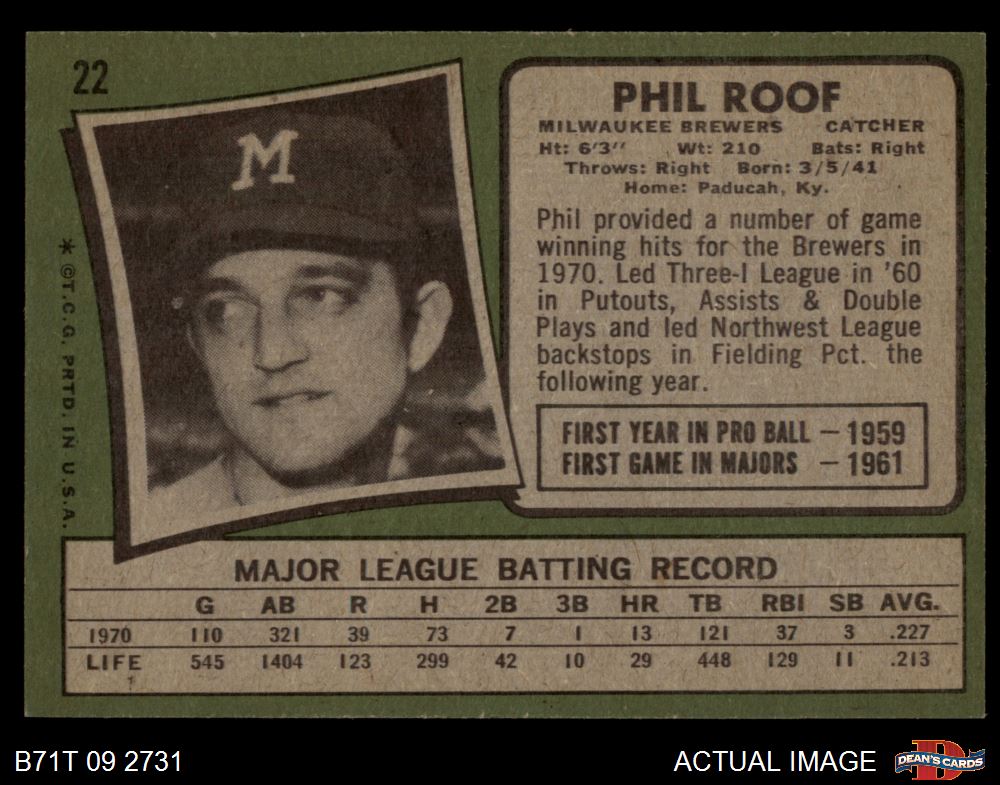 22
M
* ©T.C.G. PRTD. IN U.S.A.
PHIL ROOF
MILWAUKEE BREWERS CATCHER
Ht: 6'3'' Wt: 210 Bats: Right
Throws: Right Born: 3/5/41
Home: Paducah, Ky.
Phil provided a number of game
winning hits for the Brewers in
1970. Led Three-I League in '60
in Putouts, Assists & Double
Plays and led Northwest League
backstops in Fielding Pct. the
following year.
FIRST YEAR IN PRO BALL — 1959
FIRST GAME IN MAJORS — 1961
MAJOR LEAGUE BATTING RECORD
G AB R H 2B 3B HR TB RBI SB AVG.
1970 110 321 39 73 7 1 13 121 37 3 .227
LIFE 545 1404 123 299 42 10 29 448 129 11 .213
B71T 09 2731
ACTUAL IMAGE
DEAN'S CARDS